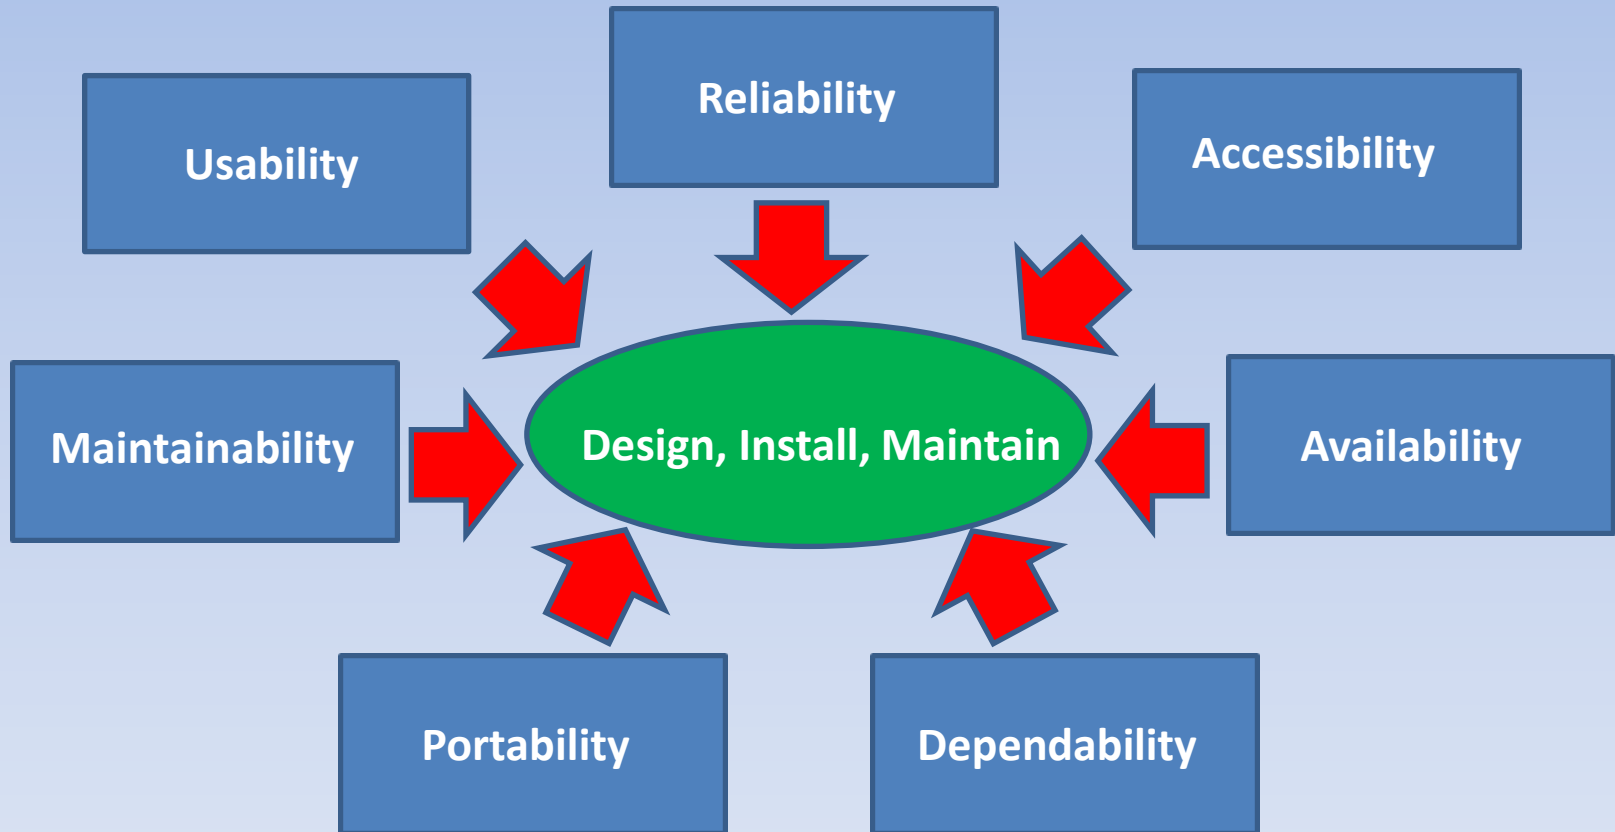 Reliability
Usability
Accessibility
Design, Install, Maintain
Maintainability
Availability
Portability
Dependability